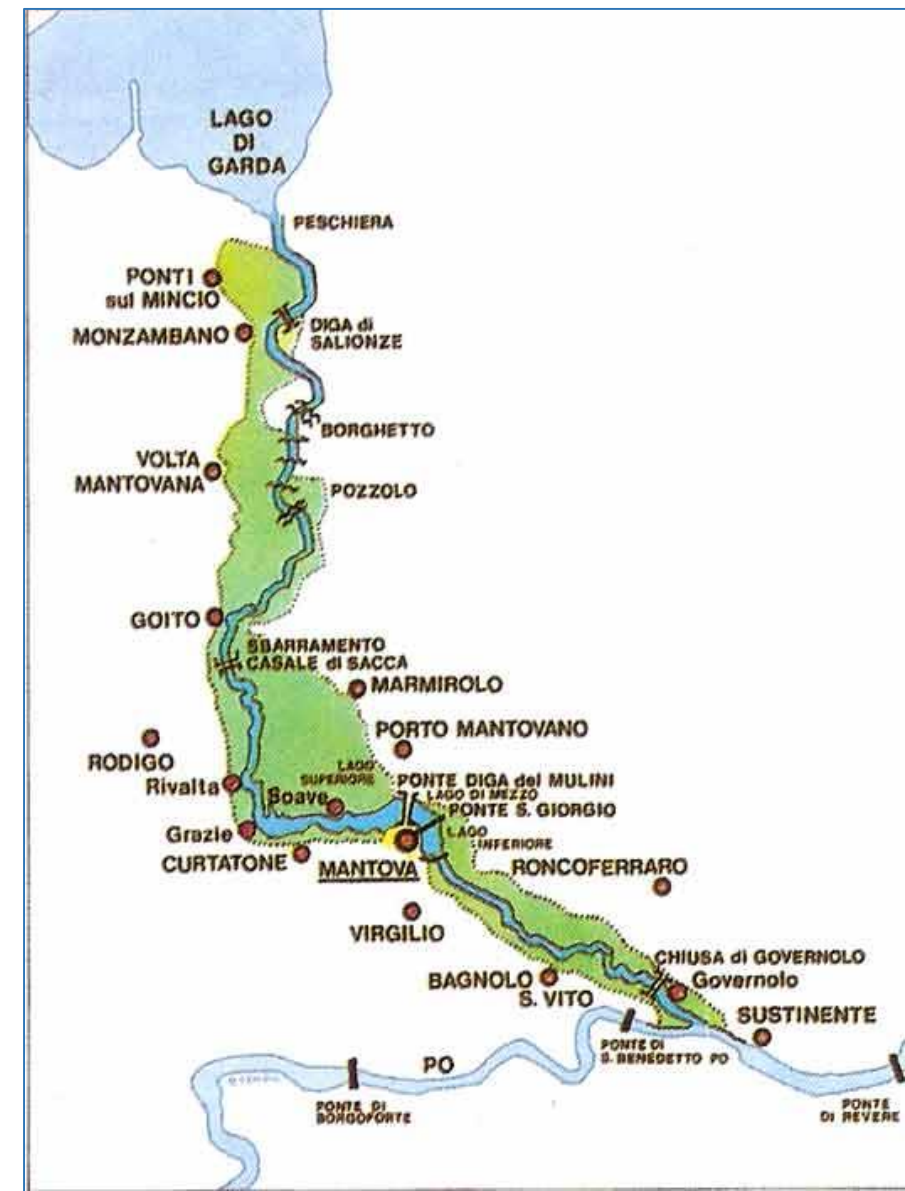 LAGO
DI
GARDA
PESCHIERA
PONTI
sul MINCIO
MONZAMBANO
DIGA di
SALIONZE
BORGHETTO
VOLTA
MANTOVANA
POZZOLO
GOITO
SBARRAMENTO
CASALE di SACCA
MARMIROLO
PORTO MANTOVANO
RODIGO
LAGO
SUPERIORE
PONTE DIGA dei MULINI
Rivalta
LAGO DI MEZZO
Soave
PONTE S. GIORGIO
Grazie
LAGO
INFERIORE
CURTATONE
MANTOVA
RONCOFERRARO
VIRGILIO
CHIUSA di GOVERNOLO
BAGNOLO
S. VITO
Governolo
SUSTINENTE
PONTE DI
S. BENEDETTO PO
PO
PONTE DI
BORGOFORTE
PONTE
DI REVERE